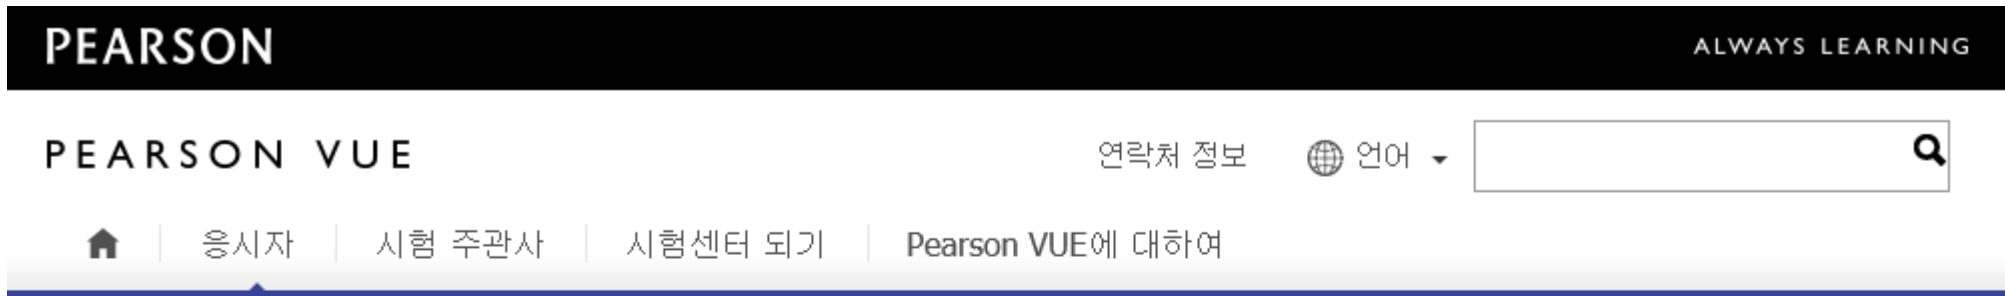 PEARSON
ALWAYS LEARNING
PEARSON VUE
연락처 정보
언어
응시자
시험 주관사
시험센터 되기
Pearson VUE에 대하여